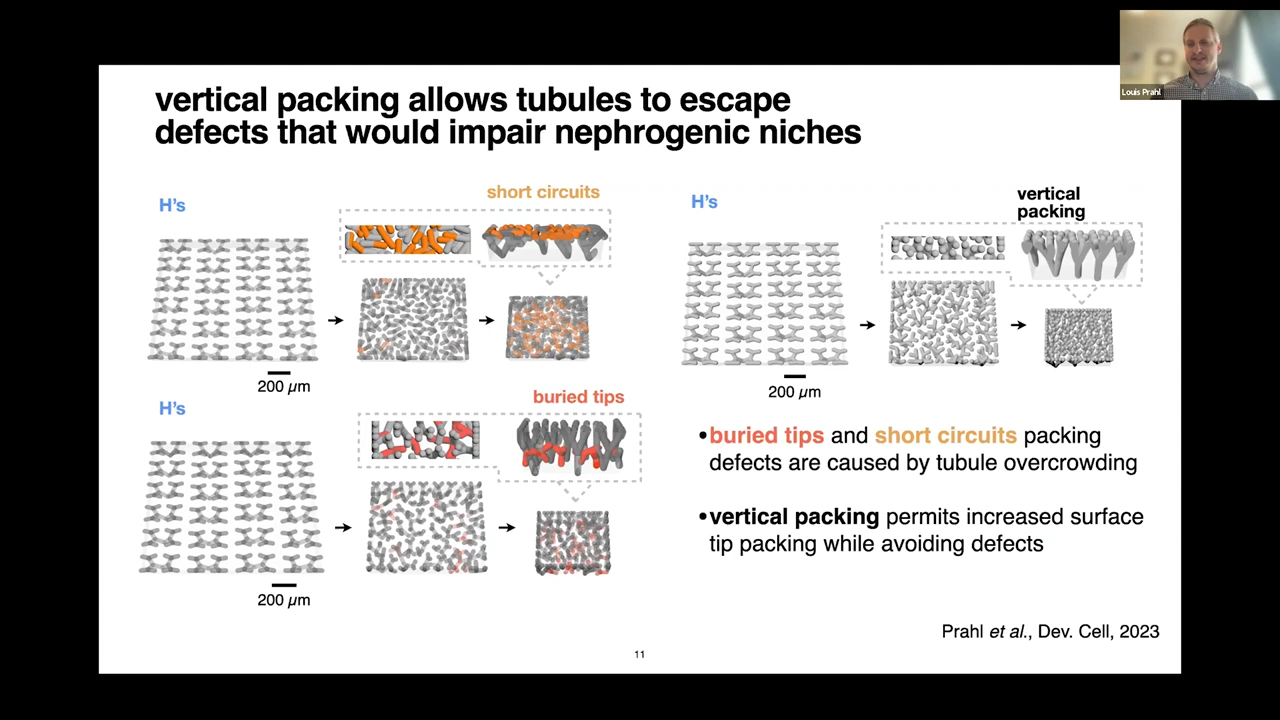 Louis Prahl
vertical packing allows tubules to escape
defects that would impair nephrogenic niches
H's
short circuits
200 µm
H's
buried tips
200 µm
H's
vertical
packing
200 µm
•buried tips and short circuits packing
defects are caused by tubule overcrowding
•vertical packing permits increased surface
tip packing while avoiding defects
Prahl et al., Dev. Cell, 2023
11